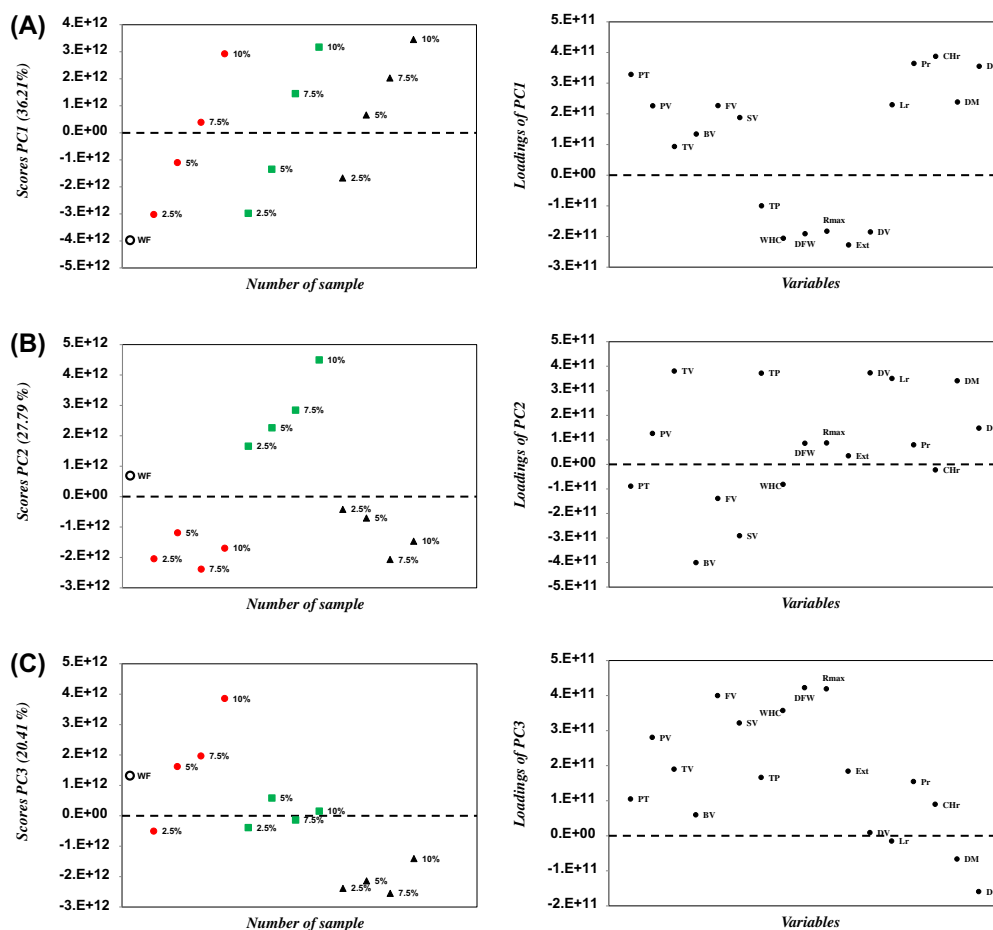 (A)
Scores PC1 (36.21%)
4.E+12
3.E+12
2.E+12
1.E+12
0.E+00
-1.E+12
-2.E+12
-3.E+12
-4.E+12
-5.E+12
WF
2.5%
5%
7.5%
10%
2.5%
5%
7.5%
10%
2.5%
5%
7.5%
10%
Number of sample
Loadings of PC1
5.E+11
4.E+11
3.E+11
2.E+11
1.E+11
0.E+00
-1.E+11
-2.E+11
-3.E+11
PT
PV
TV
BV
FV
SV
TP
WHC
DFW
Rmax
Ext
DV
Lr
Pr
CHr
DM
D
Variables
(B)
Scores PC2 (27.79 %)
5.E+12
4.E+12
3.E+12
2.E+12
1.E+12
0.E+00
-1.E+12
-2.E+12
-3.E+12
WF
2.5%
5%
7.5%
10%
2.5%
5%
7.5%
10%
2.5%
5%
7.5%
10%
Number of sample
Loadings of PC2
5.E+11
4.E+11
3.E+11
2.E+11
1.E+11
0.E+00
-1.E+11
-2.E+11
-3.E+11
-4.E+11
-5.E+11
PT
PV
TV
BV
FV
SV
TP
WHC
DFW
Rmax
Ext
DV
Lr
Pr
CHr
DM
D
Variables
(C)
Scores PC3 (20.41 %)
5.E+12
4.E+12
3.E+12
2.E+12
1.E+12
0.E+00
-1.E+12
-2.E+12
-3.E+12
WF
2.5%
5%
7.5%
10%
2.5%
5%
7.5%
10%
2.5%
5%
7.5%
10%
Number of sample
Loadings of PC3
5.E+11
4.E+11
3.E+11
2.E+11
1.E+11
0.E+00
-1.E+11
-2.E+11
PT
PV
TV
BV
FV
SV
TP
WHC
DFW
Rmax
Ext
DV
Lr
Pr
CHr
DM
D
Variables